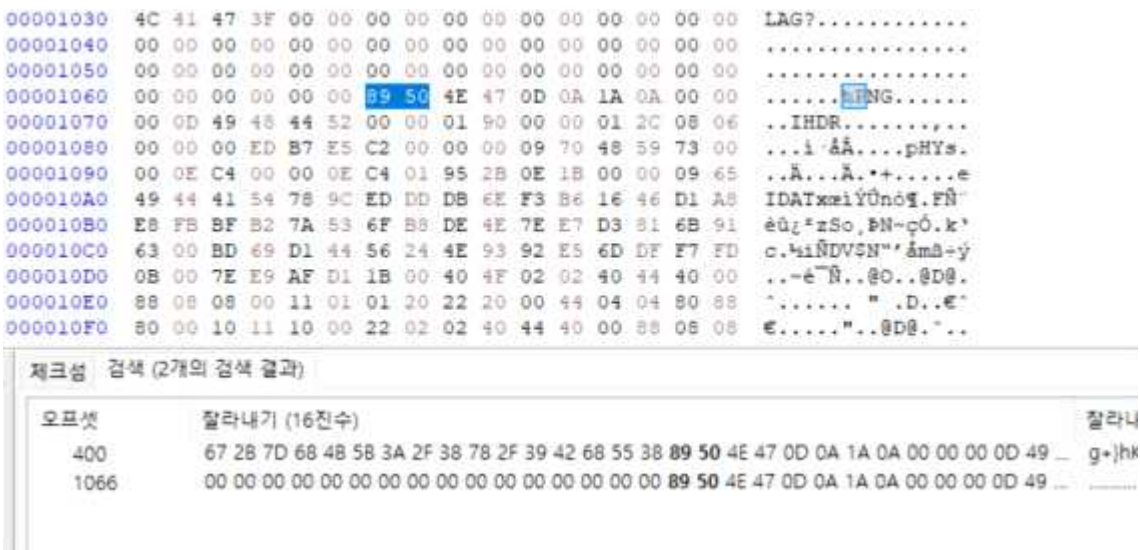 00001030 4C 41 47 3F 00 00 00 00 00 00 00 00 00 00 00 00 LAG?............
00001040 00 00 00 00 00 00 00 00 00 00 00 00 00 00 00 00 ................
00001050 00 00 00 00 00 00 00 00 00 00 00 00 00 00 00 00 ................
00001060 00 00 00 00 00 00 89 50 4E 47 0D 0A 1A 0A 00 00 ......‰PNG......
00001070 00 0D 49 48 44 52 00 00 01 90 00 00 01 2C 08 06 ..IHDR.......,..
00001080 00 00 00 ED B7 E5 C2 00 00 00 09 70 48 59 73 00 ...í·åÂ....pHYs.
00001090 00 0E C4 00 00 0E C4 01 95 2B 0E 1B 00 00 09 65 ..Ä...Ä.•+.....e
000010A0 49 44 41 54 78 9C ED DD DB 6E F3 B6 16 46 D1 A8 IDATxœíÝÛnó¶.FÑ¨
000010B0 E8 FB BF B2 7A 53 6F B8 DE 4E 7E E7 D3 81 6B 91 èû¿²zSo¸ÞN~çÓ.k‘
000010C0 63 00 BD 69 D1 44 56 24 4E 93 92 E5 6D DF F7 FD c.½iÑDV$N“’åmß÷ý
000010D0 0B 00 7E E9 AF D1 1B 00 40 4F 02 02 40 44 40 00 ..~é¯Ñ..@O..@D@.
000010E0 88 08 08 00 11 01 01 20 22 20 00 44 04 04 80 88 ˆ...... " .D..€ˆ
000010F0 80 00 10 11 10 00 22 02 02 40 44 40 00 88 08 08 €....."..@D@.ˆ..
체크섬 검색 (2개의 검색 결과)
오프셋 잘라내기 (16진수) 잘라내
400 67 2B 7D 68 4B 5B 3A 2F 38 78 2F 39 42 68 55 38 89 50 4E 47 0D 0A 1A 0A 00 00 00 0D 49 ... g+}hK
1066 00 00 00 00 00 00 00 00 00 00 00 00 00 00 00 00 89 50 4E 47 0D 0A 1A 0A 00 00 00 0D 49 ... ............